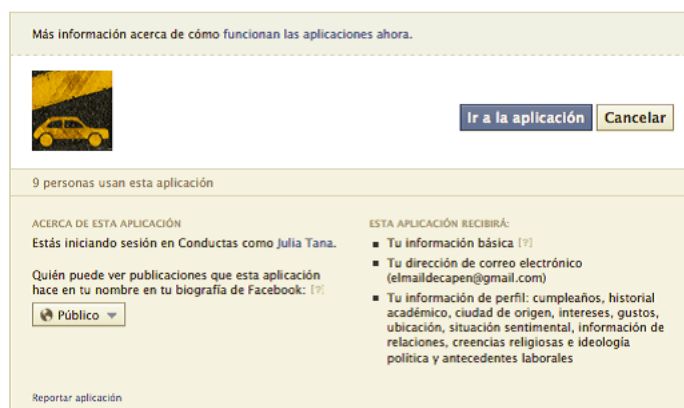 Más información acerca de cómo funcionan las aplicaciones ahora.
Ir a la aplicación
Cancelar
9 personas usan esta aplicación
ACERCA DE ESTA APLICACIÓN
Estás iniciando sesión en Conductas como Julia Tana.
Quién puede ver publicaciones que esta aplicación
hace en tu nombre en tu biografía de Facebook: [?]
Público
ESTA APLICACIÓN RECIBIRÁ:
Tu información básica [?]
Tu dirección de correo electrónico
(elmaildecapen@gmail.com)
Tu información de perfil: cumpleaños, historial
académico, ciudad de origen, intereses, gustos,
ubicación, situación sentimental, información de
relaciones, creencias religiosas e ideología
política y antecedentes laborales
Reportar aplicación